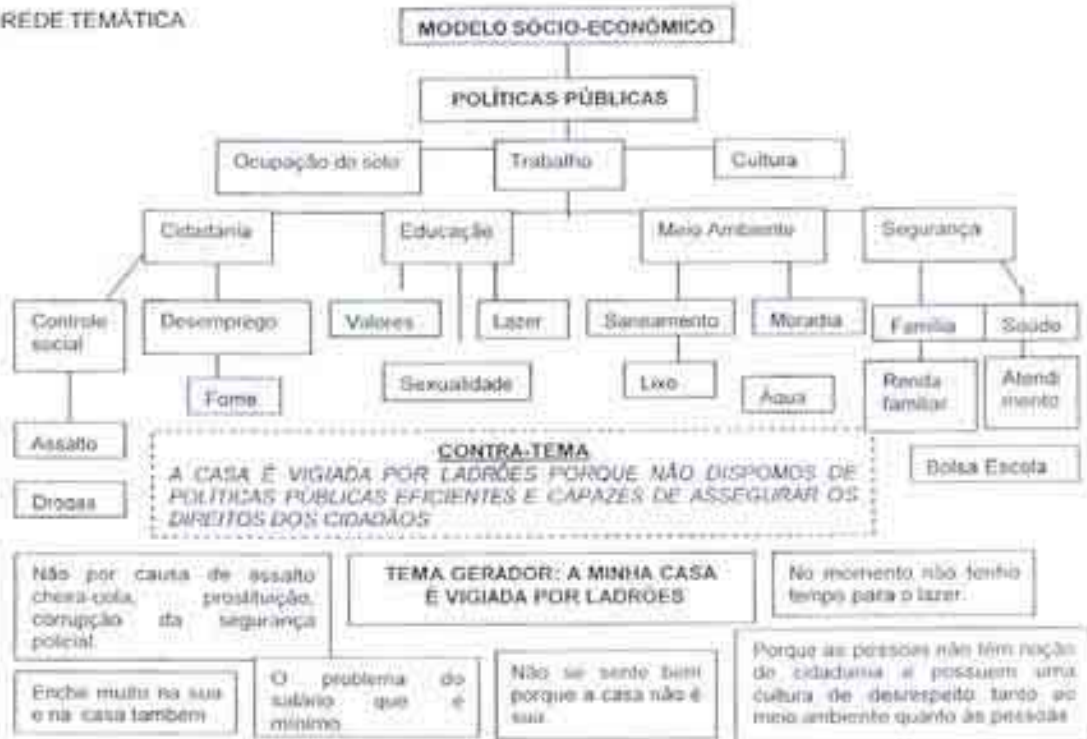 REDE TEMÁTICA
MODELO SÓCIO-ECONÔMICO
POLÍTICAS PÚBLICAS
Ocupação do solo
Trabalho
Cultura
Cidadania
Educação
Meio Ambiente
Segurança
Controle
social
Desemprego
Valores
Lazer
Saneamento
Moradia
Família
Saúde
Fome
Sexualidade
Lixo
Água
Renda
familiar
Atendi
mento
Assalto
Drogas
Bolsa Escola
CONTRA-TEMA
A CASA É VIGIADA POR LADRÕES PORQUE NÃO DISPOMOS DE
POLÍTICAS PÚBLICAS EFICIENTES E CAPAZES DE ASSEGURAR OS
DIREITOS DOS CIDADÃOS
Não por causa de assalto
cheira-cola, prostituição,
corrupção da segurança
policial.
TEMA GERADOR: A MINHA CASA
É VIGIADA POR LADRÕES
No momento não tenho
tempo para o lazer.
Enche muito na sua
e na casa também
O problema do
salário que é
mínimo
Não se sente bem
porque a casa não é
sua
Porque as pessoas não têm noção
de cidadania e possuem uma
cultura de desrespeito tanto ao
meio ambiente quanto às pessoas